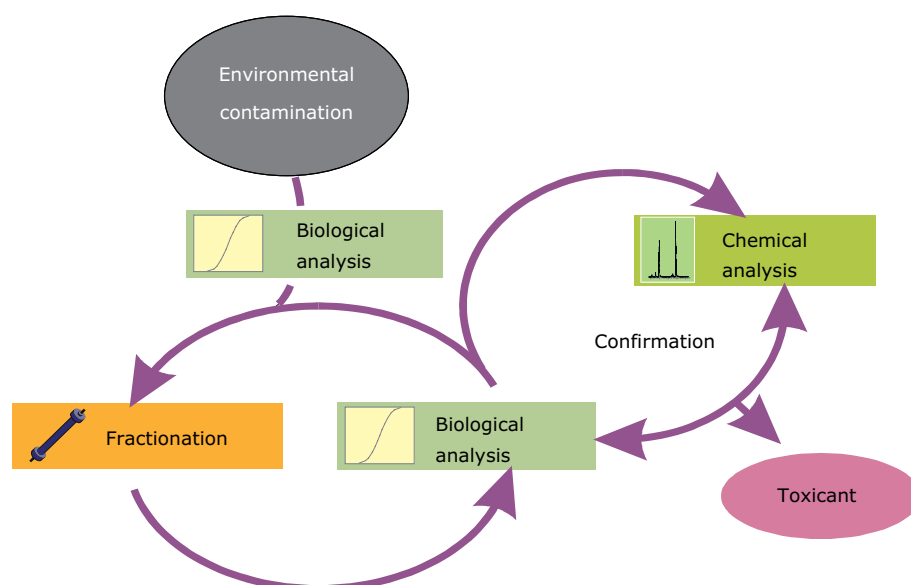 Environmental
contamination
Biological
analysis
Chemical
analysis
Confirmation
Fractionation
Biological
analysis
Toxicant